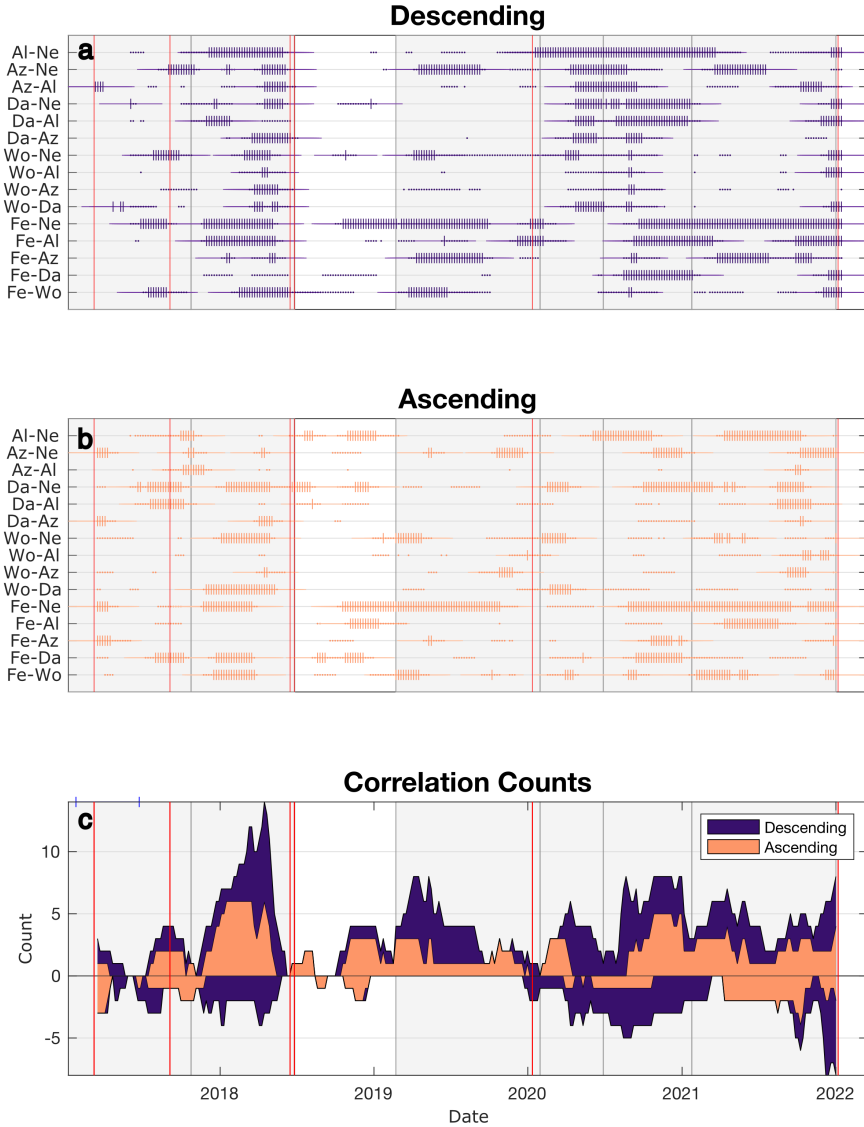 Descending
a
Al-Ne
Az-Ne
Az-Al
Da-Ne
Da-Al
Da-Az
Wo-Ne
Wo-Al
Wo-Az
Wo-Da
Fe-Ne
Fe-Al
Fe-Az
Fe-Da
Fe-Wo
Ascending
b
Al-Ne
Az-Ne
Az-Al
Da-Ne
Da-Al
Da-Az
Wo-Ne
Wo-Al
Wo-Az
Wo-Da
Fe-Ne
Fe-Al
Fe-Az
Fe-Da
Fe-Wo
Correlation Counts
c
Descending
Ascending
10
5
0
-5
Count
2018 2019 2020 2021 2022
Date